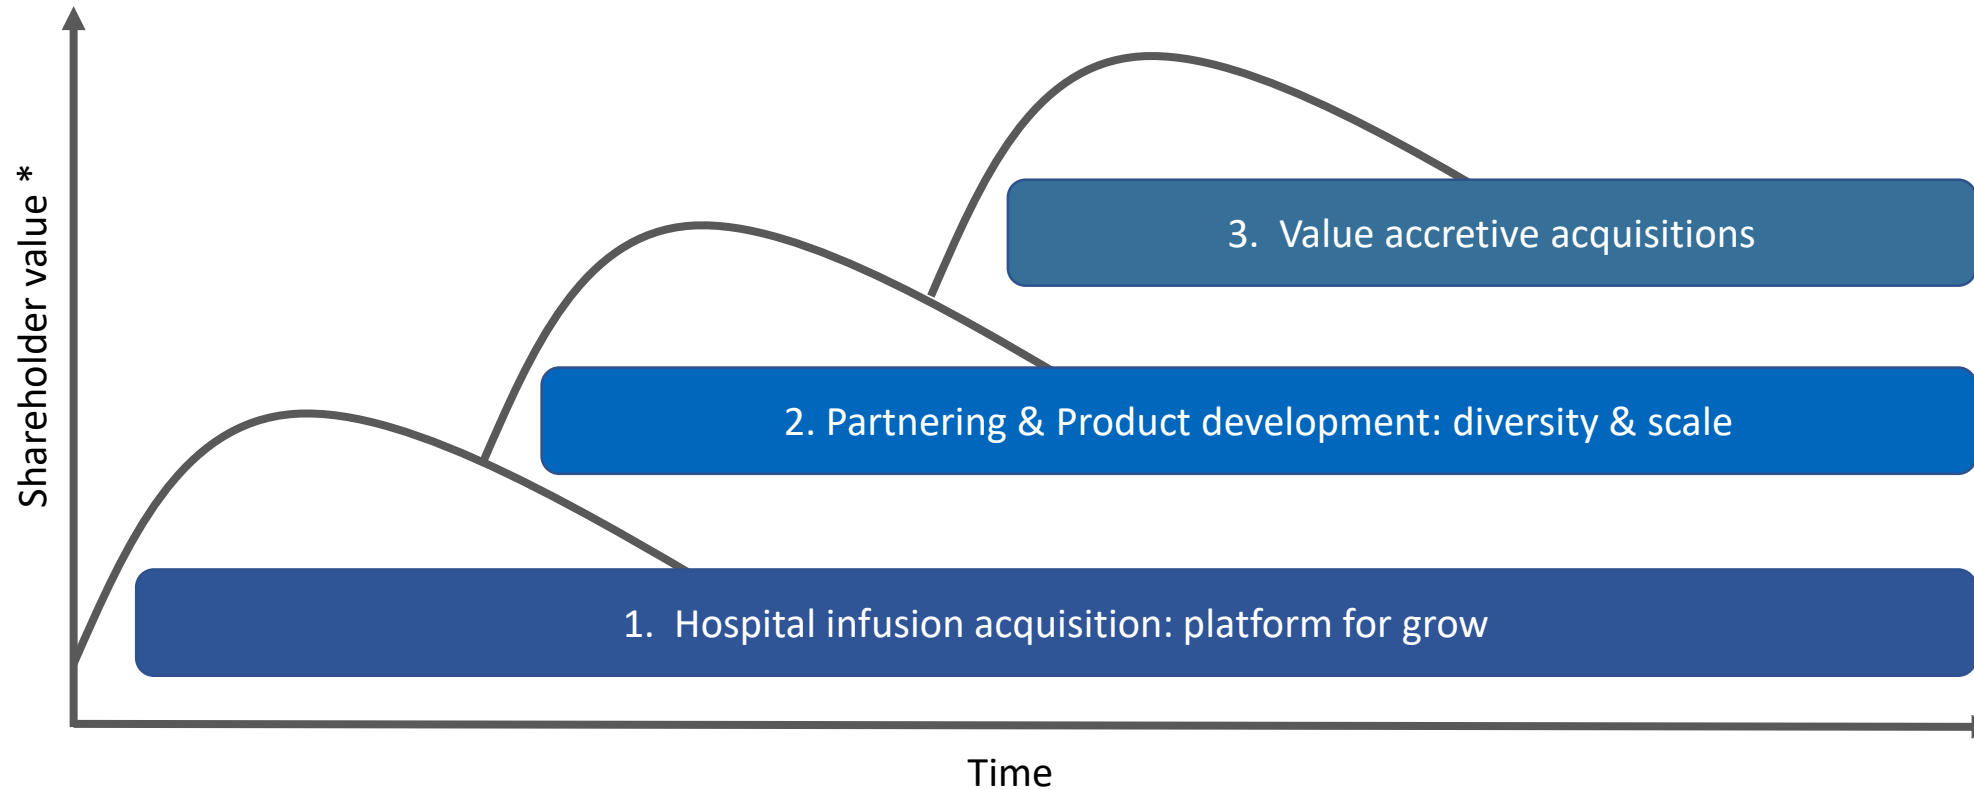 Shareholder value *
3. Value accretive acquisitions
2. Partnering & Product development: diversity & scale
1. Hospital infusion acquisition: platform for grow
Time